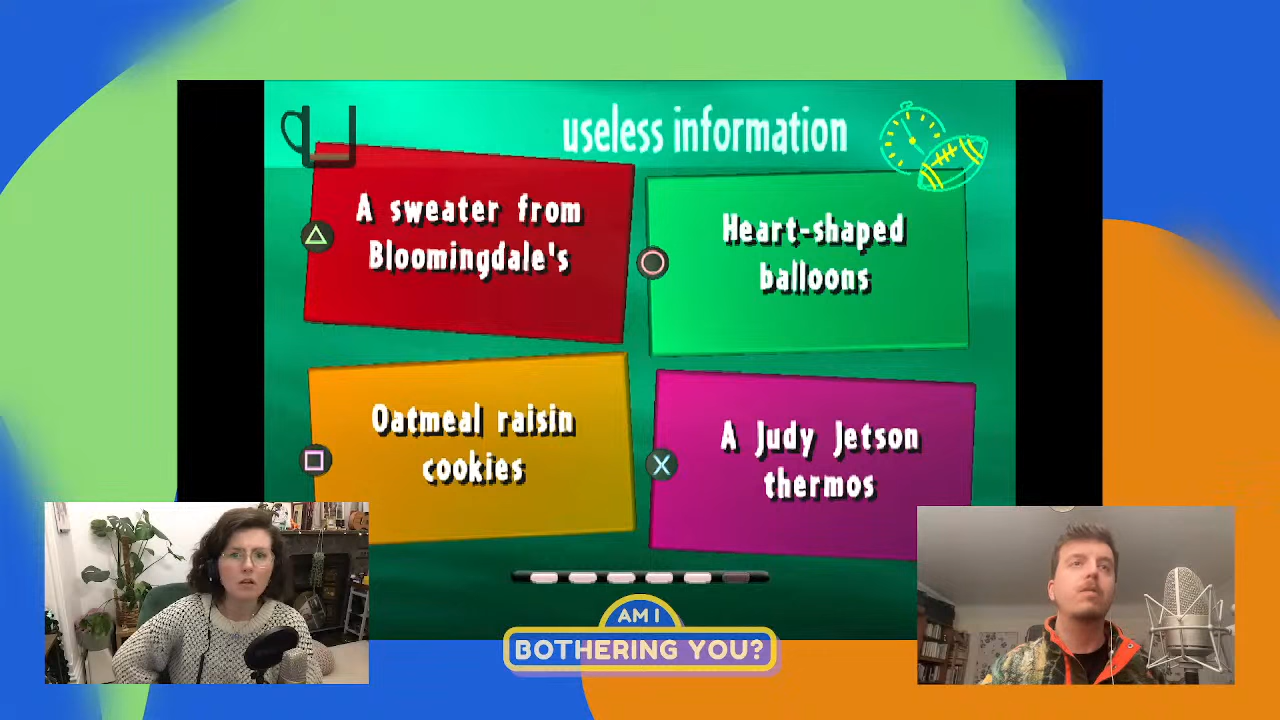 useless information
A sweater from
Bloomingdale's
Heart-shaped
balloons
Oatmeal raisin
cookies
A Judy Jetson
thermos
X
AM I
BOTHERING YOU?